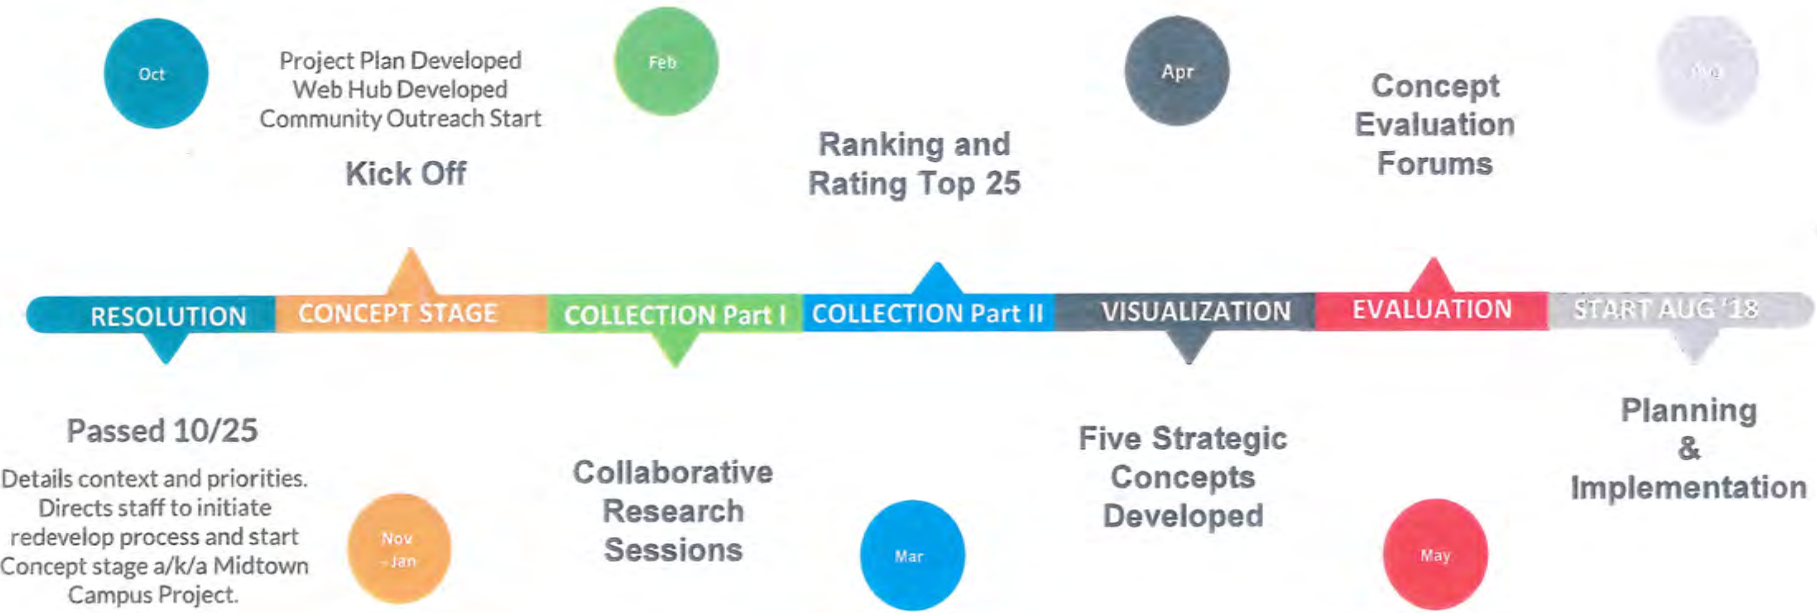 Oct
Project Plan Developed
Web Hub Developed
Community Outreach Start
Kick Off
Feb
Ranking and
Rating Top 25
Apr
Concept
Evaluation
Forums
RESOLUTION
CONCEPT STAGE
COLLECTION Part I
COLLECTION Part II
VISUALIZATION
EVALUATION
START AUG '18
Passed 10/25
Details context and priorities.
Directs staff to initiate
redevelop process and start
Concept stage a/k/a Midtown
Campus Project.
Nov
-Jan
Collaborative
Research
Sessions
Mar
Five Strategic
Concepts
Developed
May
Planning
&
Implementation